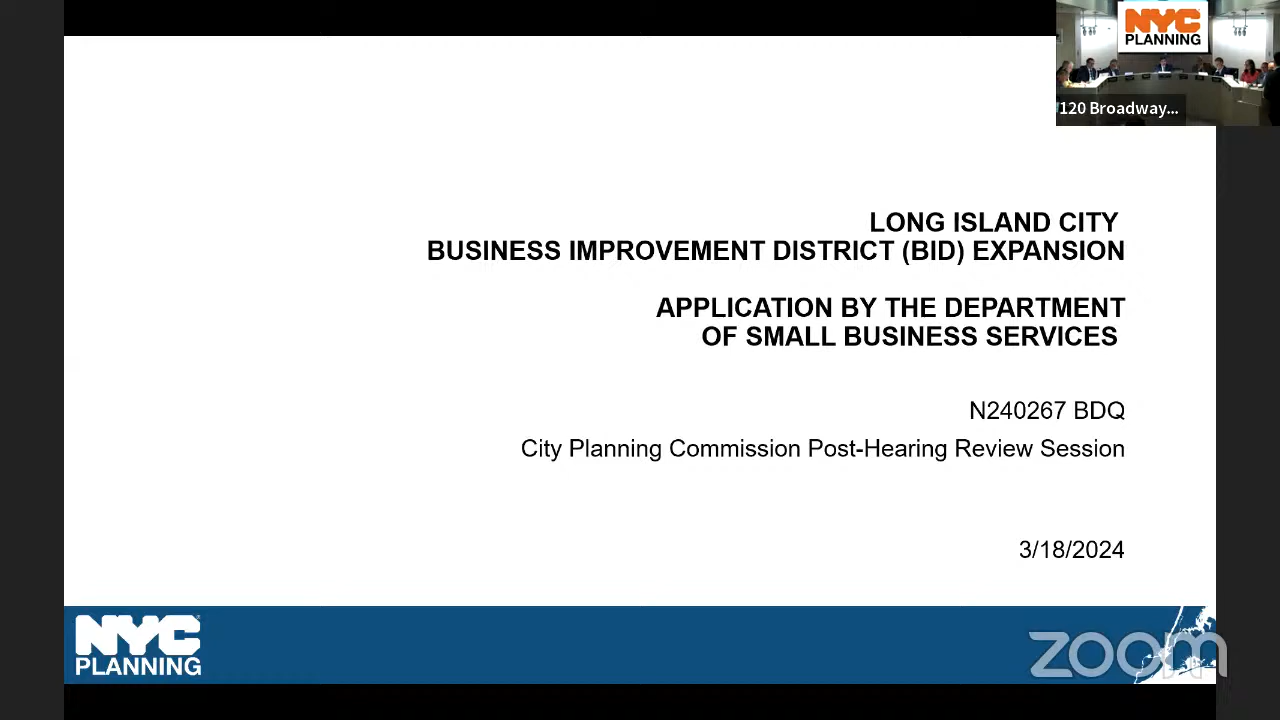 NYC
PLANNING
120 Broadway...
LONG ISLAND CITY
BUSINESS IMPROVEMENT DISTRICT (BID) EXPANSION
APPLICATION BY THE DEPARTMENT
OF SMALL BUSINESS SERVICES
N240267 BDQ
City Planning Commission Post-Hearing Review Session
3/18/2024
NYC
PLANNING
zoom